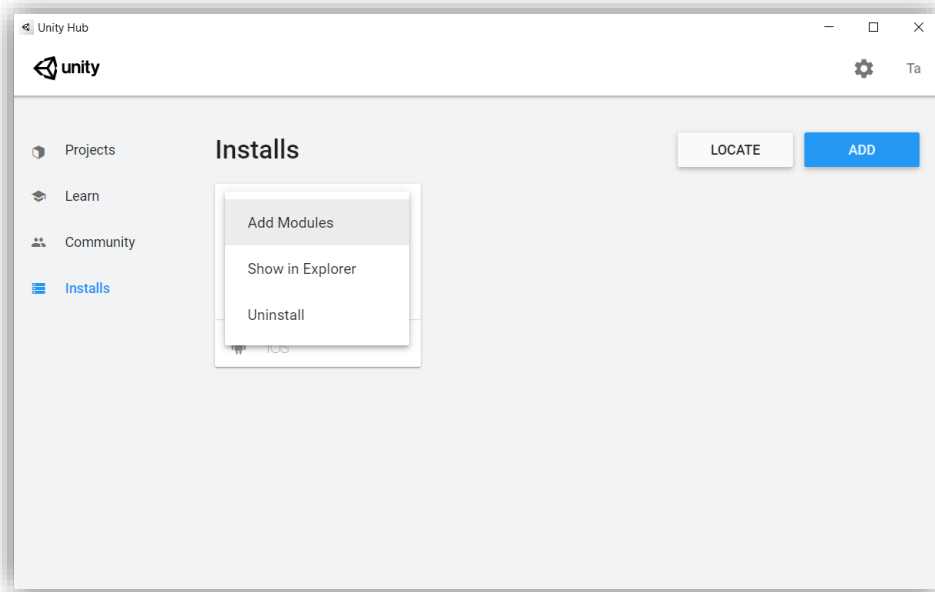 Unity Hub
unity
Ta
Projects
Learn
Community
Installs
Installs
LOCATE
ADD
Add Modules
Show in Explorer
Uninstall
iOS